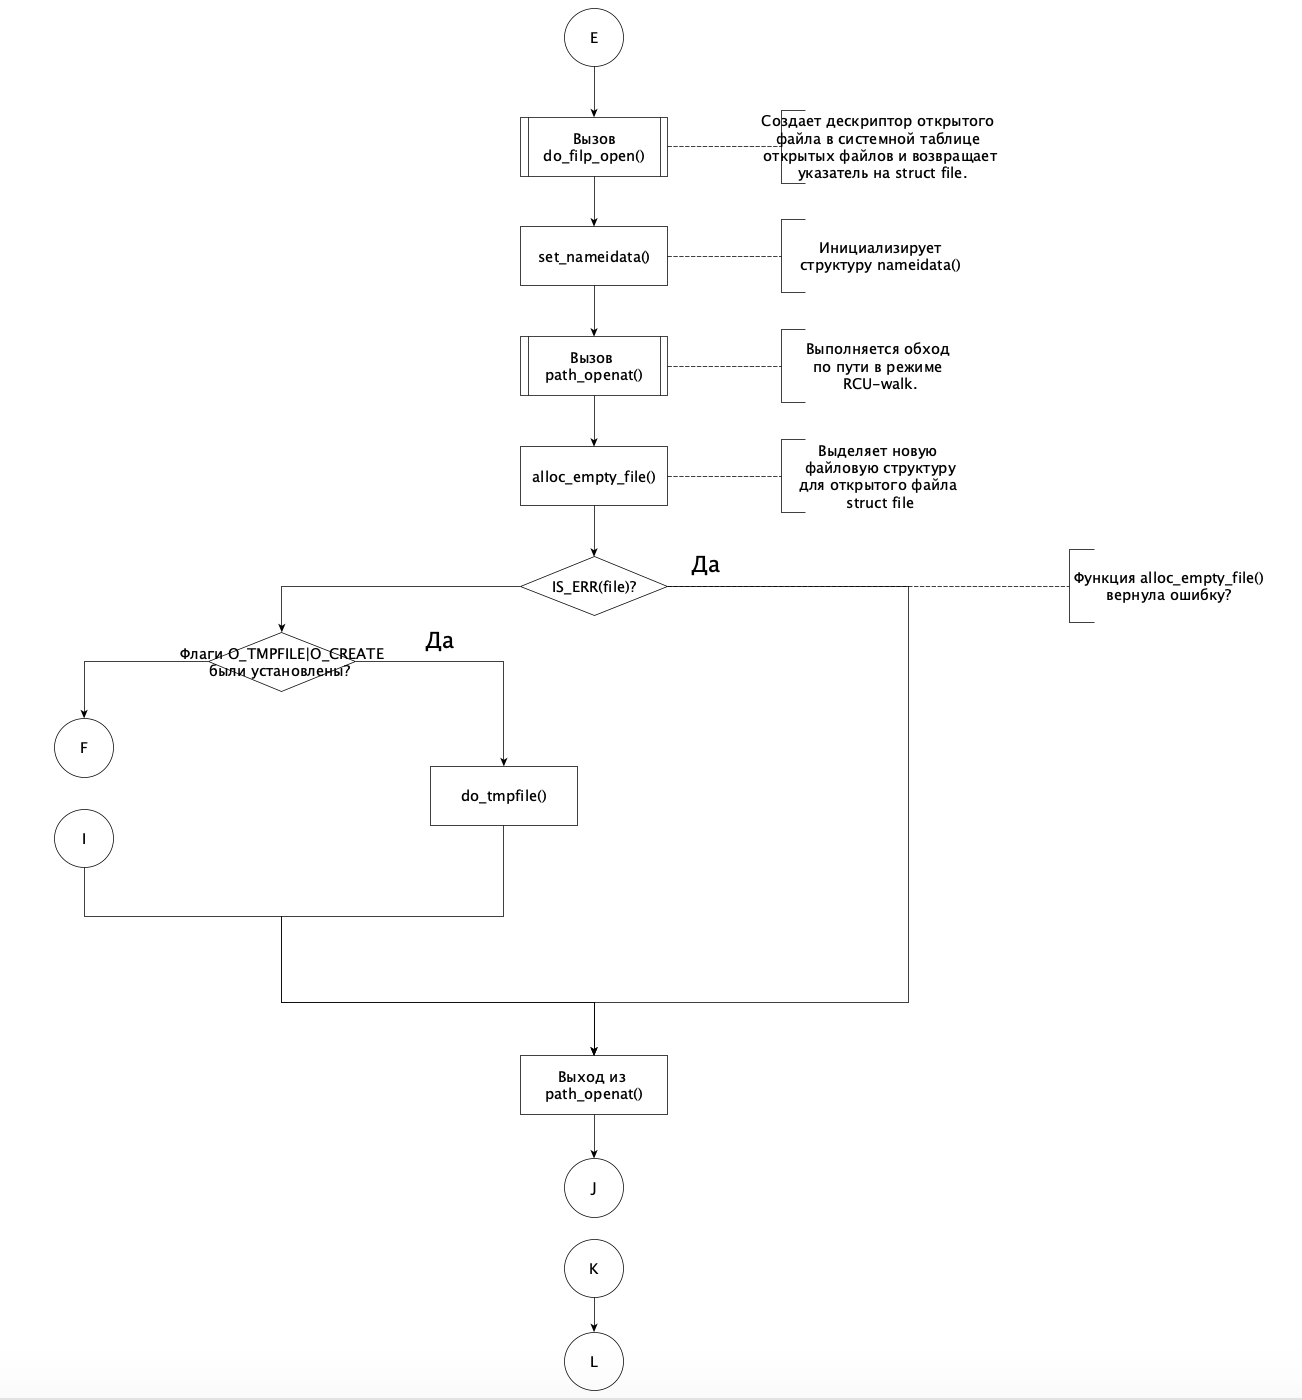 E
Вызов
do_filp_open()
Создает дескриптор открытого
файла в системной таблице
открытых файлов и возвращает
указатель на struct file.
set_nameidata()
Инициализирует
структуру nameidata()
Вызов
path_openat()
Выполняется обход
по пути в режиме
RCU-walk.
alloc_empty_file()
Выделяет новую
файловую структуру
для открытого файла
struct file
IS_ERR(file)?
Да
Функция alloc_empty_file()
вернула ошибку?
Флаги O_TMPFILE|O_CREATE
были установлены?
Да
F
do_tmpfile()
I
Выход из
path_openat()
J
K
L